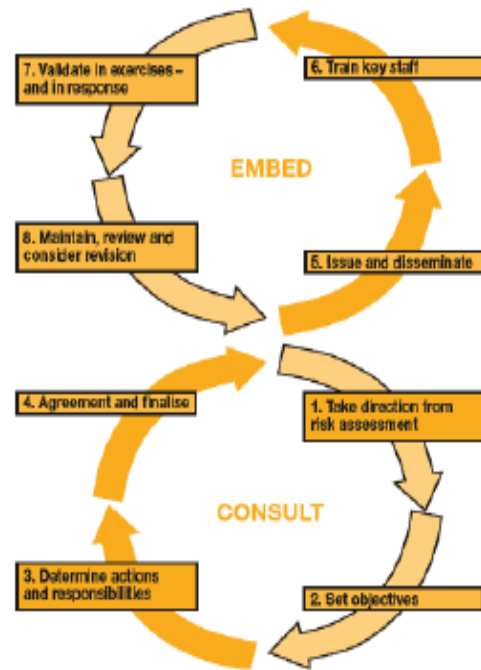 7. Validate in exercises –
and in response
6. Train key staff
EMBED
8. Maintain, review and
consider revision
5. Issue and disseminate
4. Agreement and finalise
1. Take direction from
risk assessment
CONSULT
3. Determine actions
and responsibilities
2. Set objectives